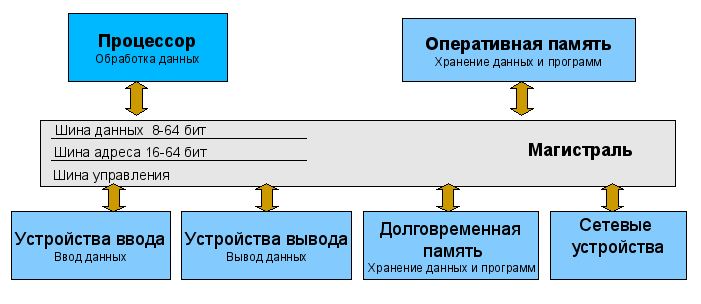 Процессор
Обработка данных
Оперативная память
Хранение данных и программ
Шина данных 8-64 бит
Шина адреса 16-64 бит
Шина управления
Магистраль
Устройства ввода
Ввод данных
Устройства вывода
Вывод данных
Долговременная
память
Хранение данных и программ
Сетевые
устройства